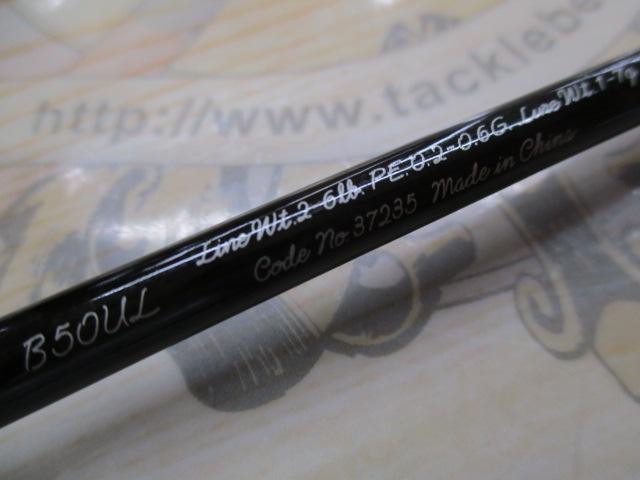 http://www.tacklebe
Line Wt.2-6lb. PE.0.2-0.6G. Lure Wt.1-7g
B50UL Code No 37235 Made in China